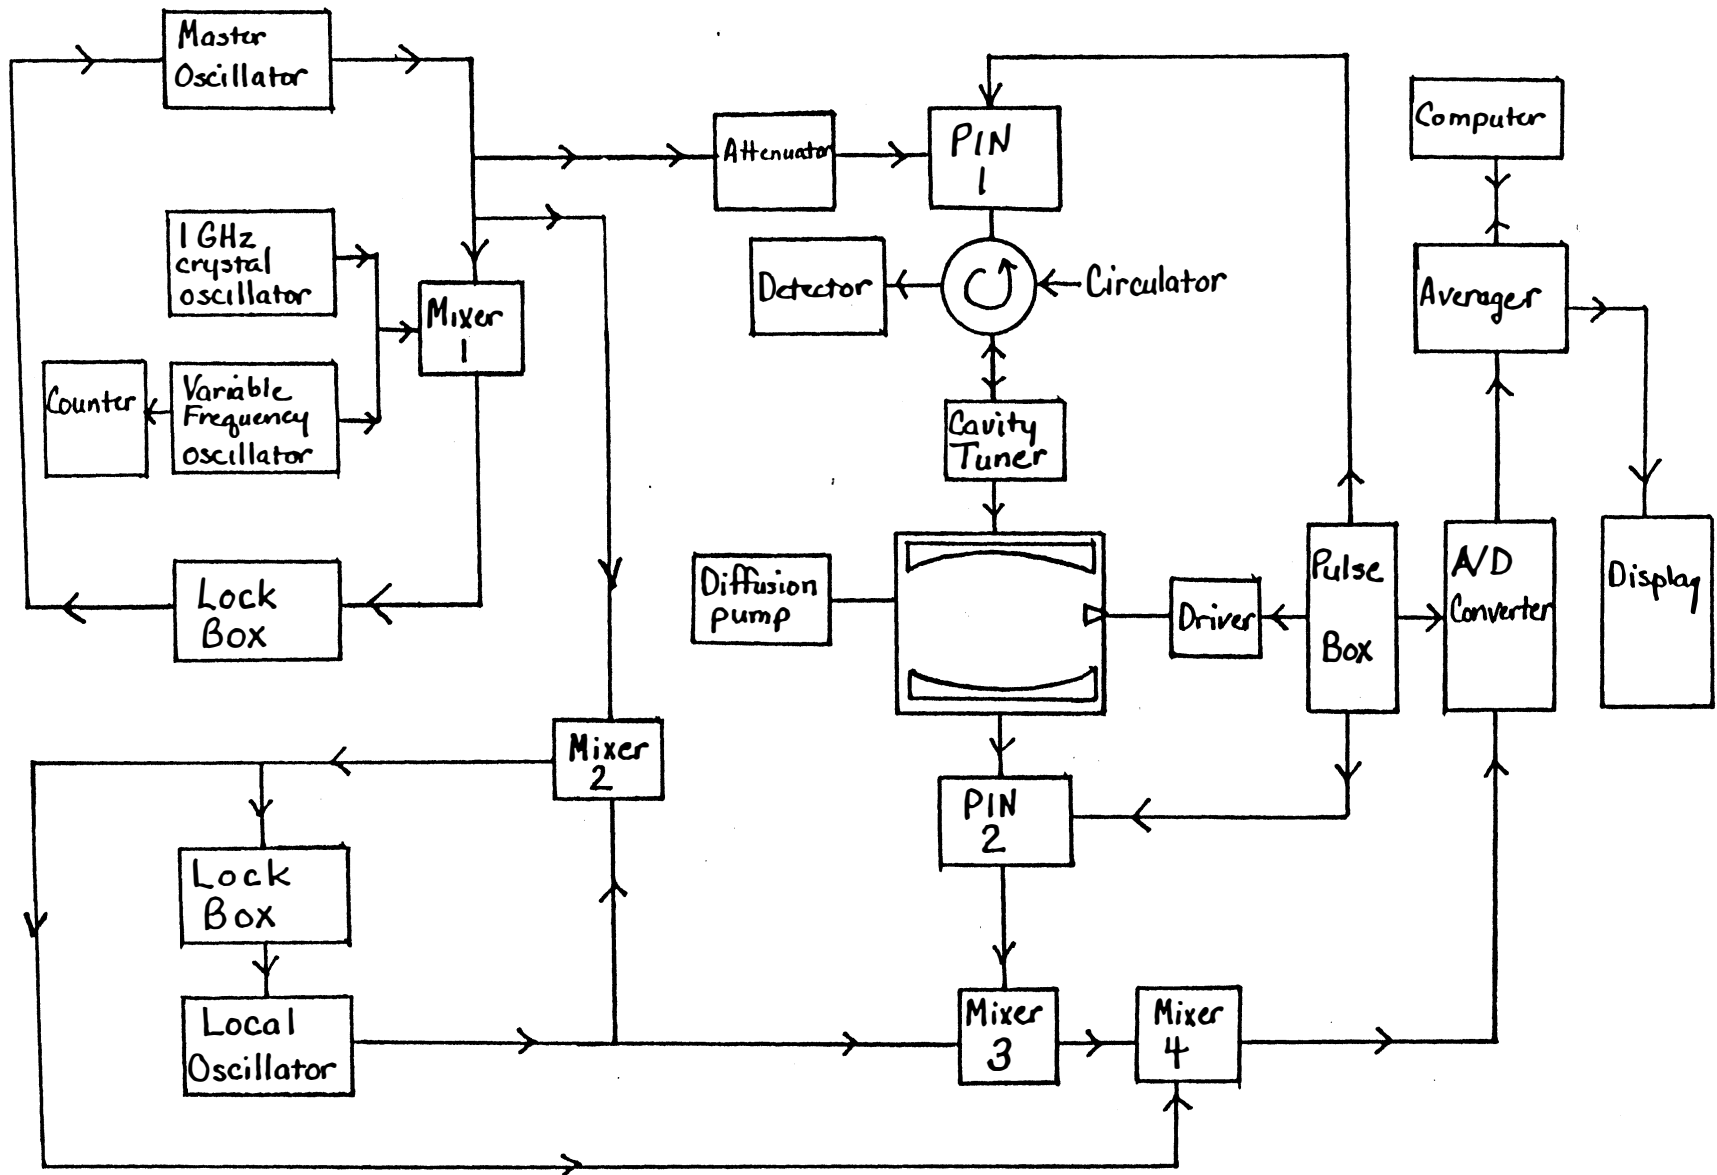 Master
Oscillator
Attenuator
PIN
1
Computer
1 GHz
crystal
oscillator
Mixer
1
Detector
Circulator
Averager
Counter
Variable
Frequency
oscillator
Cavity
Tuner
Lock
Box
Diffusion
pump
Driver
Pulse
Box
A/D
Converter
Display
Mixer
2
PIN
2
Lock
Box
Local
Oscillator
Mixer
3
Mixer
4